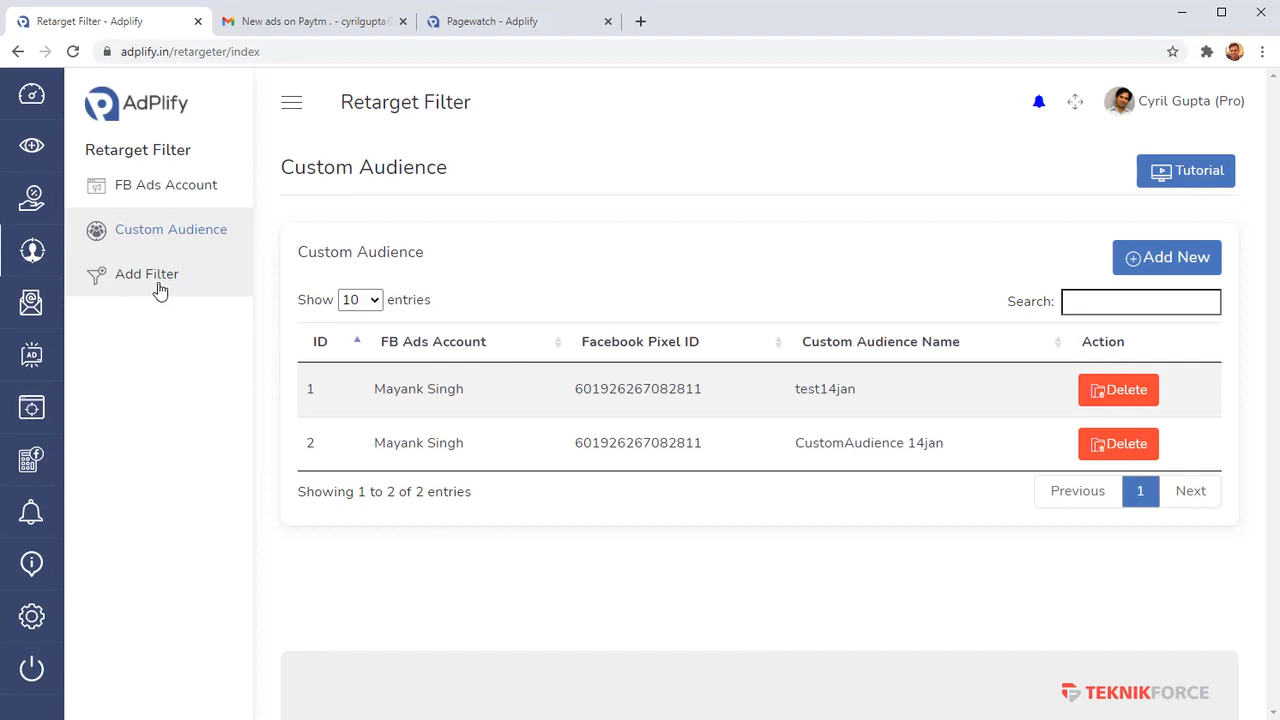 Retarget Filter - Adplify
New ads on Paytm . - cyrilgupta
Pagewatch - Adplify
adplify.in/retargeter/index
AdPlify
Retarget Filter
Cyril Gupta (Pro)
Retarget Filter
FB Ads Account
Custom Audience
Add Filter
Custom Audience
Tutorial
Custom Audience
Add New
Show 10 entries
Search:
ID FB Ads Account Facebook Pixel ID Custom Audience Name Action
1 Mayank Singh 601926267082811 test14jan Delete
2 Mayank Singh 601926267082811 CustomAudience 14jan Delete
Showing 1 to 2 of 2 entries
Previous 1 Next
AD
TEKNIKFORCE